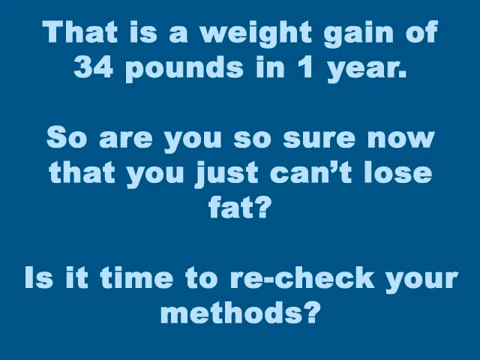 That is a weight gain of
34 pounds in 1 year.
So are you so sure now
that you just can’t lose
fat?
Is it time to re-check your
methods?